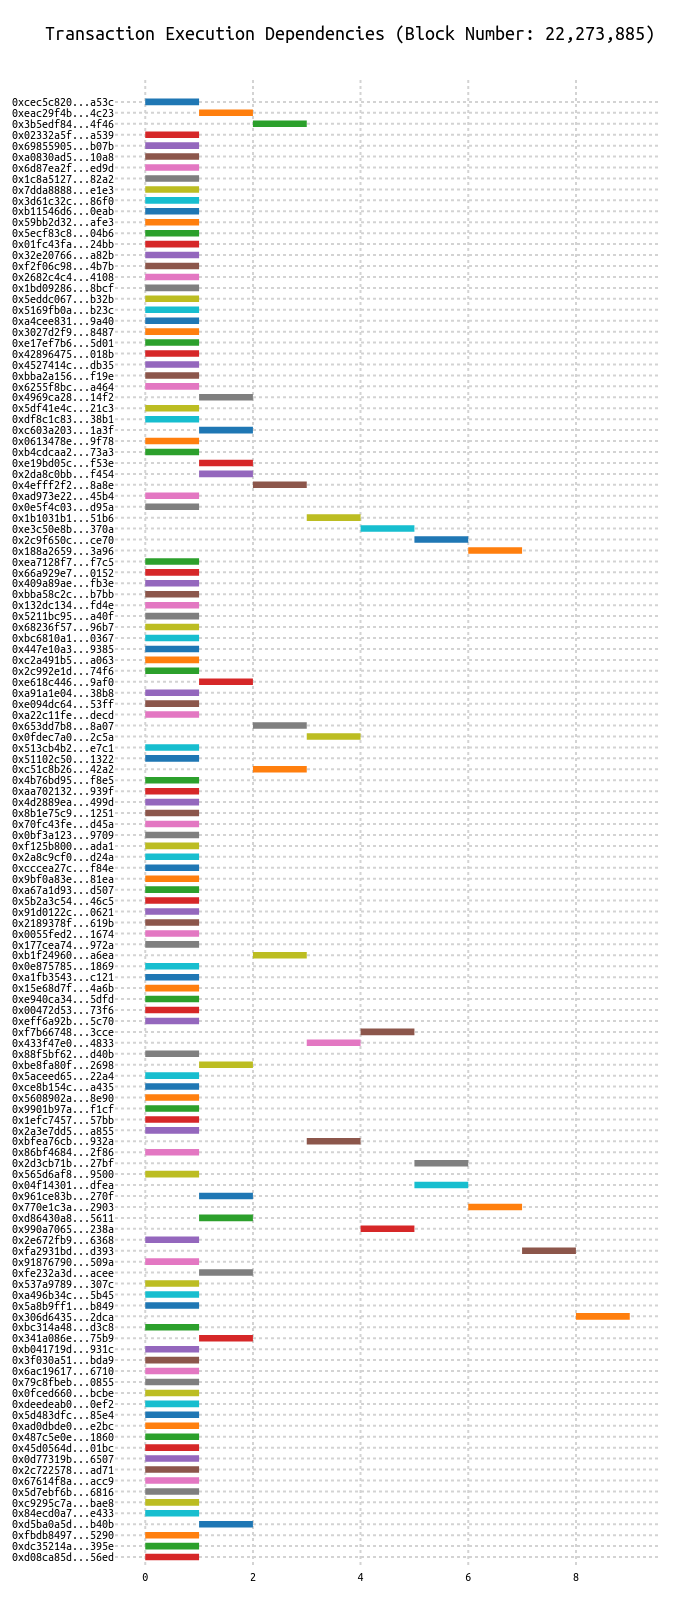 Transaction Execution Dependencies (Block Number: 22,273,885)
0xcec5c820...a53c
0xeac29f4b...4c23
0x3b5edf84...4f46
0x02332a5f...a539
0x69855905...b07b
0xa0830ad5...10a8
0x6d87ea2f...ed9d
0x1c8a5127...82a2
0x7dda8888...e1e3
0x3d61c32c...86f0
0xb11546d6...0eab
0x59bb2d32...afe3
0x5ecf83c8...04b6
0x01fc43fa...24bb
0x32e20766...a82b
0xf2f06c98...4b7b
0x2682c4c4...4108
0x1bd09286...8bcf
0x5eddc067...b32b
0x5169fb0a...b23c
0xa4cee831...9a40
0x3027d2f9...8487
0xe17ef7b6...5d01
0x42896475...018b
0x4527414c...db35
0xbba2a156...f19e
0x6255f8bc...a464
0x4969ca28...14f2
0x5df41e4c...21c3
0xdf8c1c83...38b1
0xc603a203...1a3f
0x0613478e...9f78
0xb4cdcaa2...73a3
0xe19bd05c...f53e
0x2da8c0bb...f454
0x4efff2f2...8a8e
0xad973e22...45b4
0x0e5f4c03...d95a
0x1b1031b1...51b6
0xe3c50e8b...370a
0x2c9f650c...ce70
0x188a2659...3a96
0xea7128f7...f7c5
0x66a929e7...0152
0x409a89ae...fb3e
0xbba58c2c...b7bb
0x132dc134...fd4e
0x5211bc95...a40f
0x68236f57...96b7
0xbc6810a1...0367
0x447e10a3...9385
0xc2a491b5...a063
0x2c992e1d...74f6
0xe618c446...9af0
0xa91a1e04...38b8
0xe094dc64...53ff
0xa22c11fe...decd
0x653dd7b8...8a07
0x0fdec7a0...2c5a
0x513cb4b2...e7c1
0x51102c50...1322
0xc51c8b26...42a2
0x4b76bd95...f8e5
0xaa702132...939f
0x4d2889ea...499d
0x8b1e75c9...1251
0x70fc43fe...d45a
0x0bf3a123...9709
0xf125b800...ada1
0x2a8c9cf0...d24a
0xcccea27c...f84e
0x9bf0a83e...81ea
0xa67a1d93...d507
0x5b2a3c54...46c5
0x91d0122c...0621
0x2189378f...619b
0x0055fed2...1674
0x177cea74...972a
0xb1f24960...a6ea
0x0e875785...1869
0xa1fb3543...c121
0x15e68d7f...4a6b
0xe940ca34...5dfd
0x00472d53...73f6
0xeff6a92b...5c70
0xf7b66748...3cce
0x433f47e0...4833
0x88f5bf62...d40b
0xbe8fa80f...2698
0x5aceed65...22a4
0xce8b154c...a435
0x5608902a...8e90
0x9901b97a...f1cf
0x1efc7457...57bb
0x2a3e7dd5...a855
0xbfea76cb...932a
0x86bf4684...2f86
0x2d3cb71b...27bf
0x565d6af8...9500
0x04f14301...dfea
0x961ce83b...270f
0x770e1c3a...2903
0xd86430a8...5611
0x990a7065...238a
0x2e672fb9...6368
0xfa2931bd...d393
0x91876790...509a
0xfe232a3d...acee
0x537a9789...307c
0xa496b34c...5b45
0x5a8b9ff1...b849
0x306d6435...2dca
0xbc314a48...d3c8
0x341a086e...75b9
0xb041719d...931c
0x3f030a51...bda9
0x6ac19617...6710
0x79c8fbeb...0855
0x0fced660...bcbe
0xdeedeab0...0ef2
0x5d483dfc...85e4
0xad0dbde0...e2bc
0x487c5e0e...1860
0x45d0564d...01bc
0x0d77319b...6507
0x2c722578...ad71
0x67614f8a...acc9
0x5d7ebf6b...6816
0xc9295c7a...bae8
0x84ecd0a7...e433
0xd5ba0a5d...b40b
0xfbdb8497...5290
0xdc35214a...395e
0xd08ca85d...56ed
0 2 4 6 8